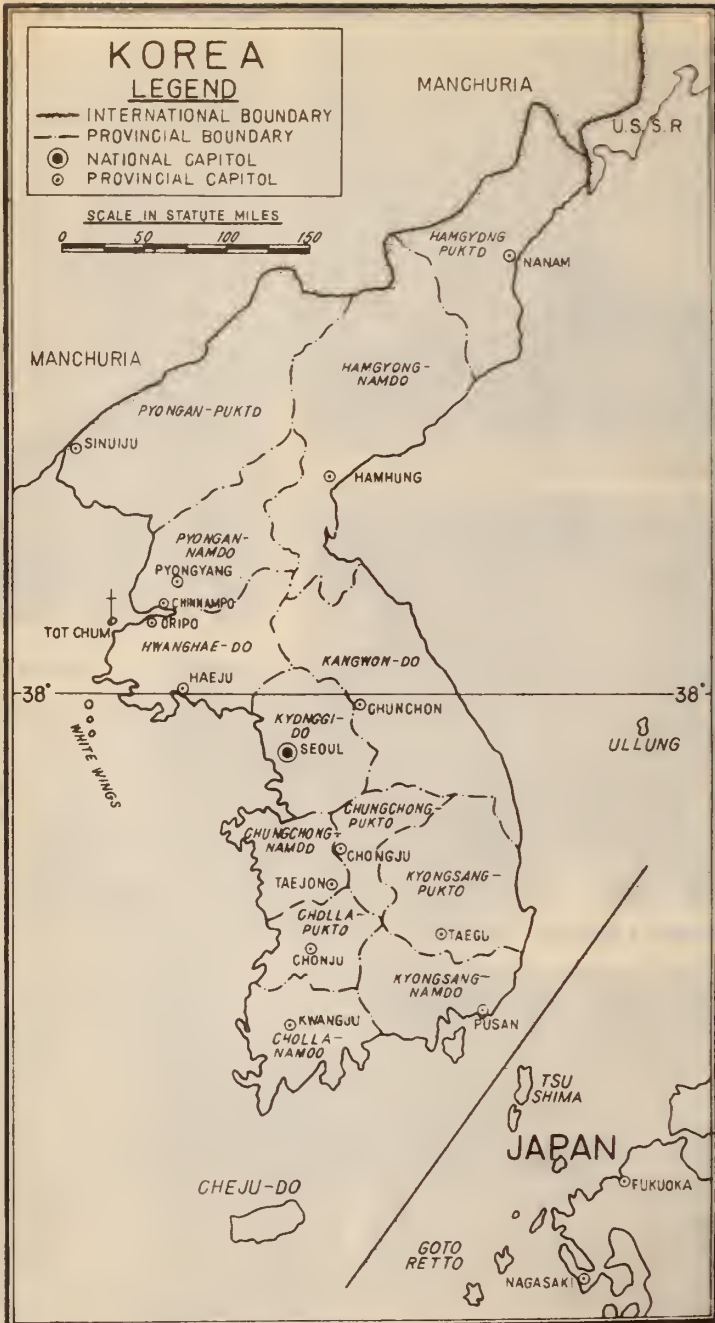 KOREA
LEGEND
INTERNATIONAL BOUNDARY
PROVINCIAL BOUNDARY
NATIONAL CAPITOL
PROVINCIAL CAPITOL
SCALE IN STATUTE MILES
0 50 100 150
MANCHURIA
U.S.S.R
HAMGYONG
PUKTO
NANAM
MANCHURIA
HAMGYONG-
NAMDO
PYONGAN-PUKTO
SINUIJU
HAMHUNG
PYONGAN-
NAMDO
PYONGYANG
CHINNAMPO
TOT CHUM
ORIPO
HWANGHAE-DO
KANGWON-DO
HAEJU
38°
38°
CHUNCHON
KYONGGI-
DO
SEOUL
WHITE WINGS
ULLUNG
CHUNGCHONG-
PUKTO
CHUNGCHONG-
NAMDO
CHONGJU
TAEJON
KYONGSANG-
PUKTO
CHOLLA-
PUKTO
TAEGU
CHONJU
KYONGSANG-
NAMDO
PUSAN
KWANGJU
CHOLLA-
NAMDO
TSU
SHIMA
JAPAN
FUKUOKA
CHEJU-DO
GOTO
RETTO
NAGASAKI